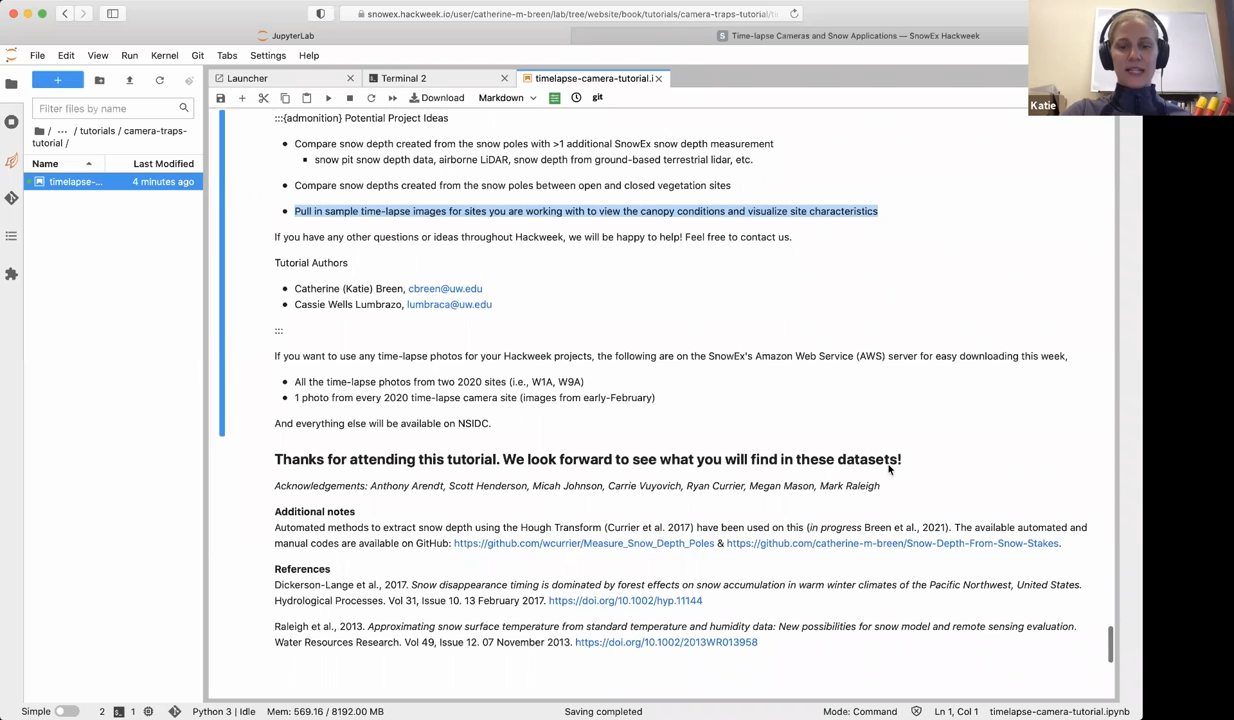 snowex.hackweek.io/user/catherine-m-breen/lab/tree/website/book/tutorials/camera-traps-tutorial/
JupyterLab
S Time-lapse Cameras and Snow Applications — SnowEx Hackweek
File Edit View Run Kernel Git Tabs Settings
Launcher
Terminal 2
timelapse-camera-tutorial.i
Katie
Download
Markdown
git
Filter files by name
/ ... / tutorials / camera-traps-
tutorial /
Name Last Modified
timelapse-... 4 minutes ago
:::{admonition} Potential Project Ideas
Compare snow depth created from the snow poles with >1 additional SnowEx snow depth measurement
snow pit snow depth data, airborne LiDAR, snow depth from ground-based terrestrial lidar, etc.
Compare snow depths created from the snow poles between open and closed vegetation sites
Pull in sample time-lapse images for sites you are working with to view the canopy conditions and visualize site characteristics
If you have any other questions or ideas throughout Hackweek, we will be happy to help! Feel free to contact us.
Tutorial Authors
Catherine (Katie) Breen, cbreen@uw.edu
Cassie Wells Lumbrazo, lumbraca@uw.edu
:::
If you want to use any time-lapse photos for your Hackweek projects, the following are on the SnowEx's Amazon Web Service (AWS) server for easy downloading this week,
All the time-lapse photos from two 2020 sites (i.e., W1A, W9A)
1 photo from every 2020 time-lapse camera site (images from early-February)
And everything else will be available on NSIDC.
Thanks for attending this tutorial. We look forward to see what you will find in these datasets!
Acknowledgements: Anthony Arendt, Scott Henderson, Micah Johnson, Carrie Vuyovich, Ryan Currier, Megan Mason, Mark Raleigh
Additional notes
Automated methods to extract snow depth using the Hough Transform (Currier et al. 2017) have been used on this (in progress Breen et al., 2021). The available automated and
manual codes are available on GitHub: https://github.com/wcurrier/Measure_Snow_Depth_Poles & https://github.com/catherine-m-breen/Snow-Depth-From-Snow-Stakes.
References
Dickerson-Lange et al., 2017. Snow disappearance timing is dominated by forest effects on snow accumulation in warm winter climates of the Pacific Northwest, United States.
Hydrological Processes. Vol 31, Issue 10. 13 February 2017. https://doi.org/10.1002/hyp.11144
Raleigh et al., 2013. Approximating snow surface temperature from standard temperature and humidity data: New possibilities for snow model and remote sensing evaluation.
Water Resources Research. Vol 49, Issue 12. 07 November 2013. https://doi.org/10.1002/2013WR013958
Simple 2 1 Python 3 | Idle Mem: 569.16 / 8192.00 MB Saving completed Mode: Command Ln 1, Col 1 timelapse-camera-tutorial.ipynb